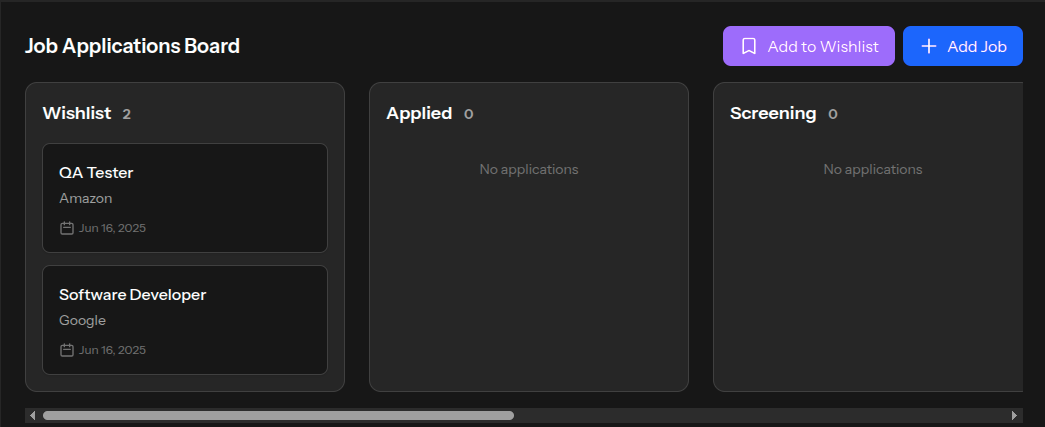 Job Applications Board
Add to Wishlist
Add Job
Wishlist 2
QA Tester
Amazon
Jun 16, 2025
Software Developer
Google
Jun 16, 2025
Applied 0
No applications
Screening 0
No applications